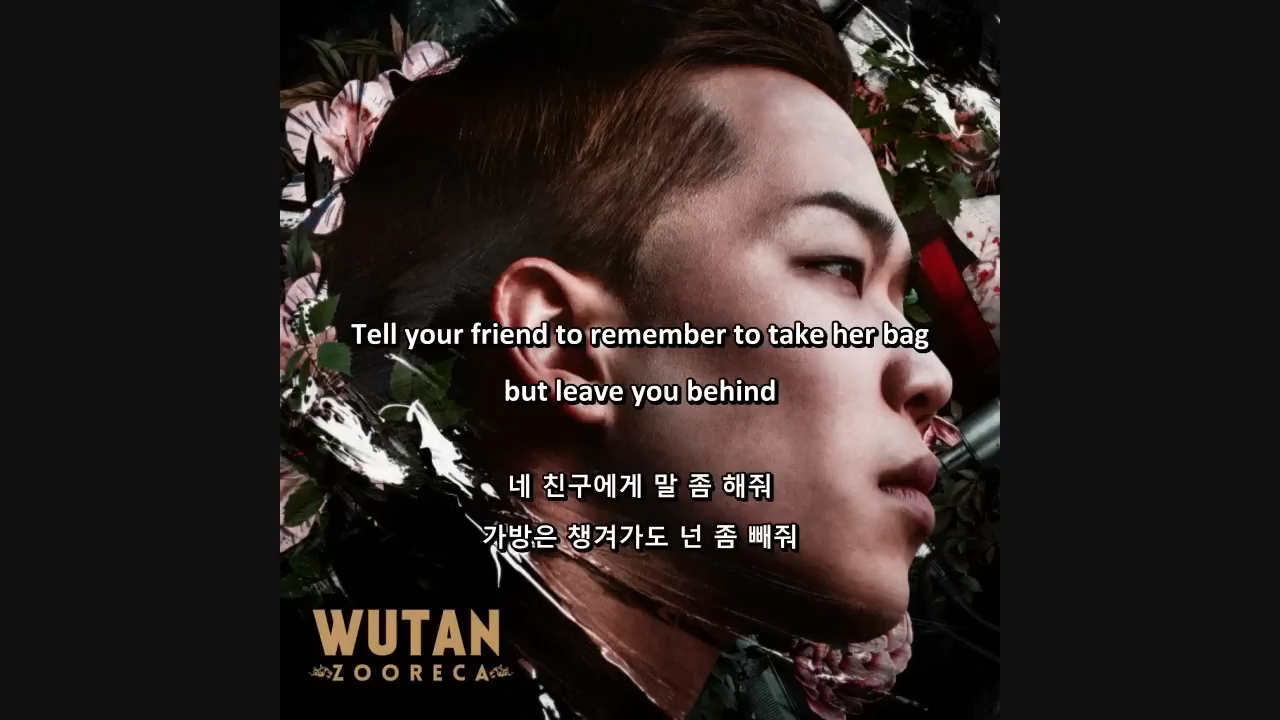 Tell your friend to remember to take her bag
but leave you behind
네 친구에게 말 좀 해줘
가방은 챙겨가도 넌 좀 빼줘
WUTAN
ZOORECA